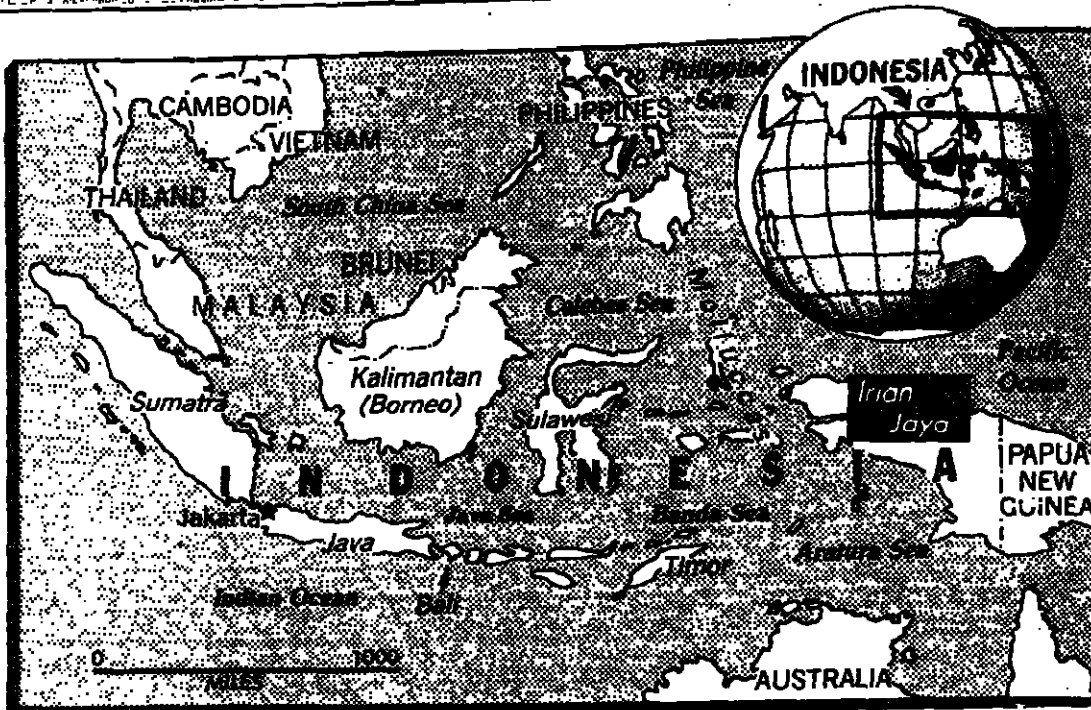 INDONESIA
Philippine
Sea
CAMBODIA
PHILIPPINES
VIETNAM
THAILAND
South China Sea
BRUNEI
MALAYSIA
Celebes Sea
Moluccas
Pacific
Ocean
Kalimantan
(Borneo)
Irian
Jaya
Sumatra
Sulawesi
INDONESIA
PAPUA
NEW
GUINEA
Jakarta
Java Sea
Banda Sea
Java
Arafura Sea
Timor
Indian Ocean
Bali
0 1000
MILES
AUSTRALIA